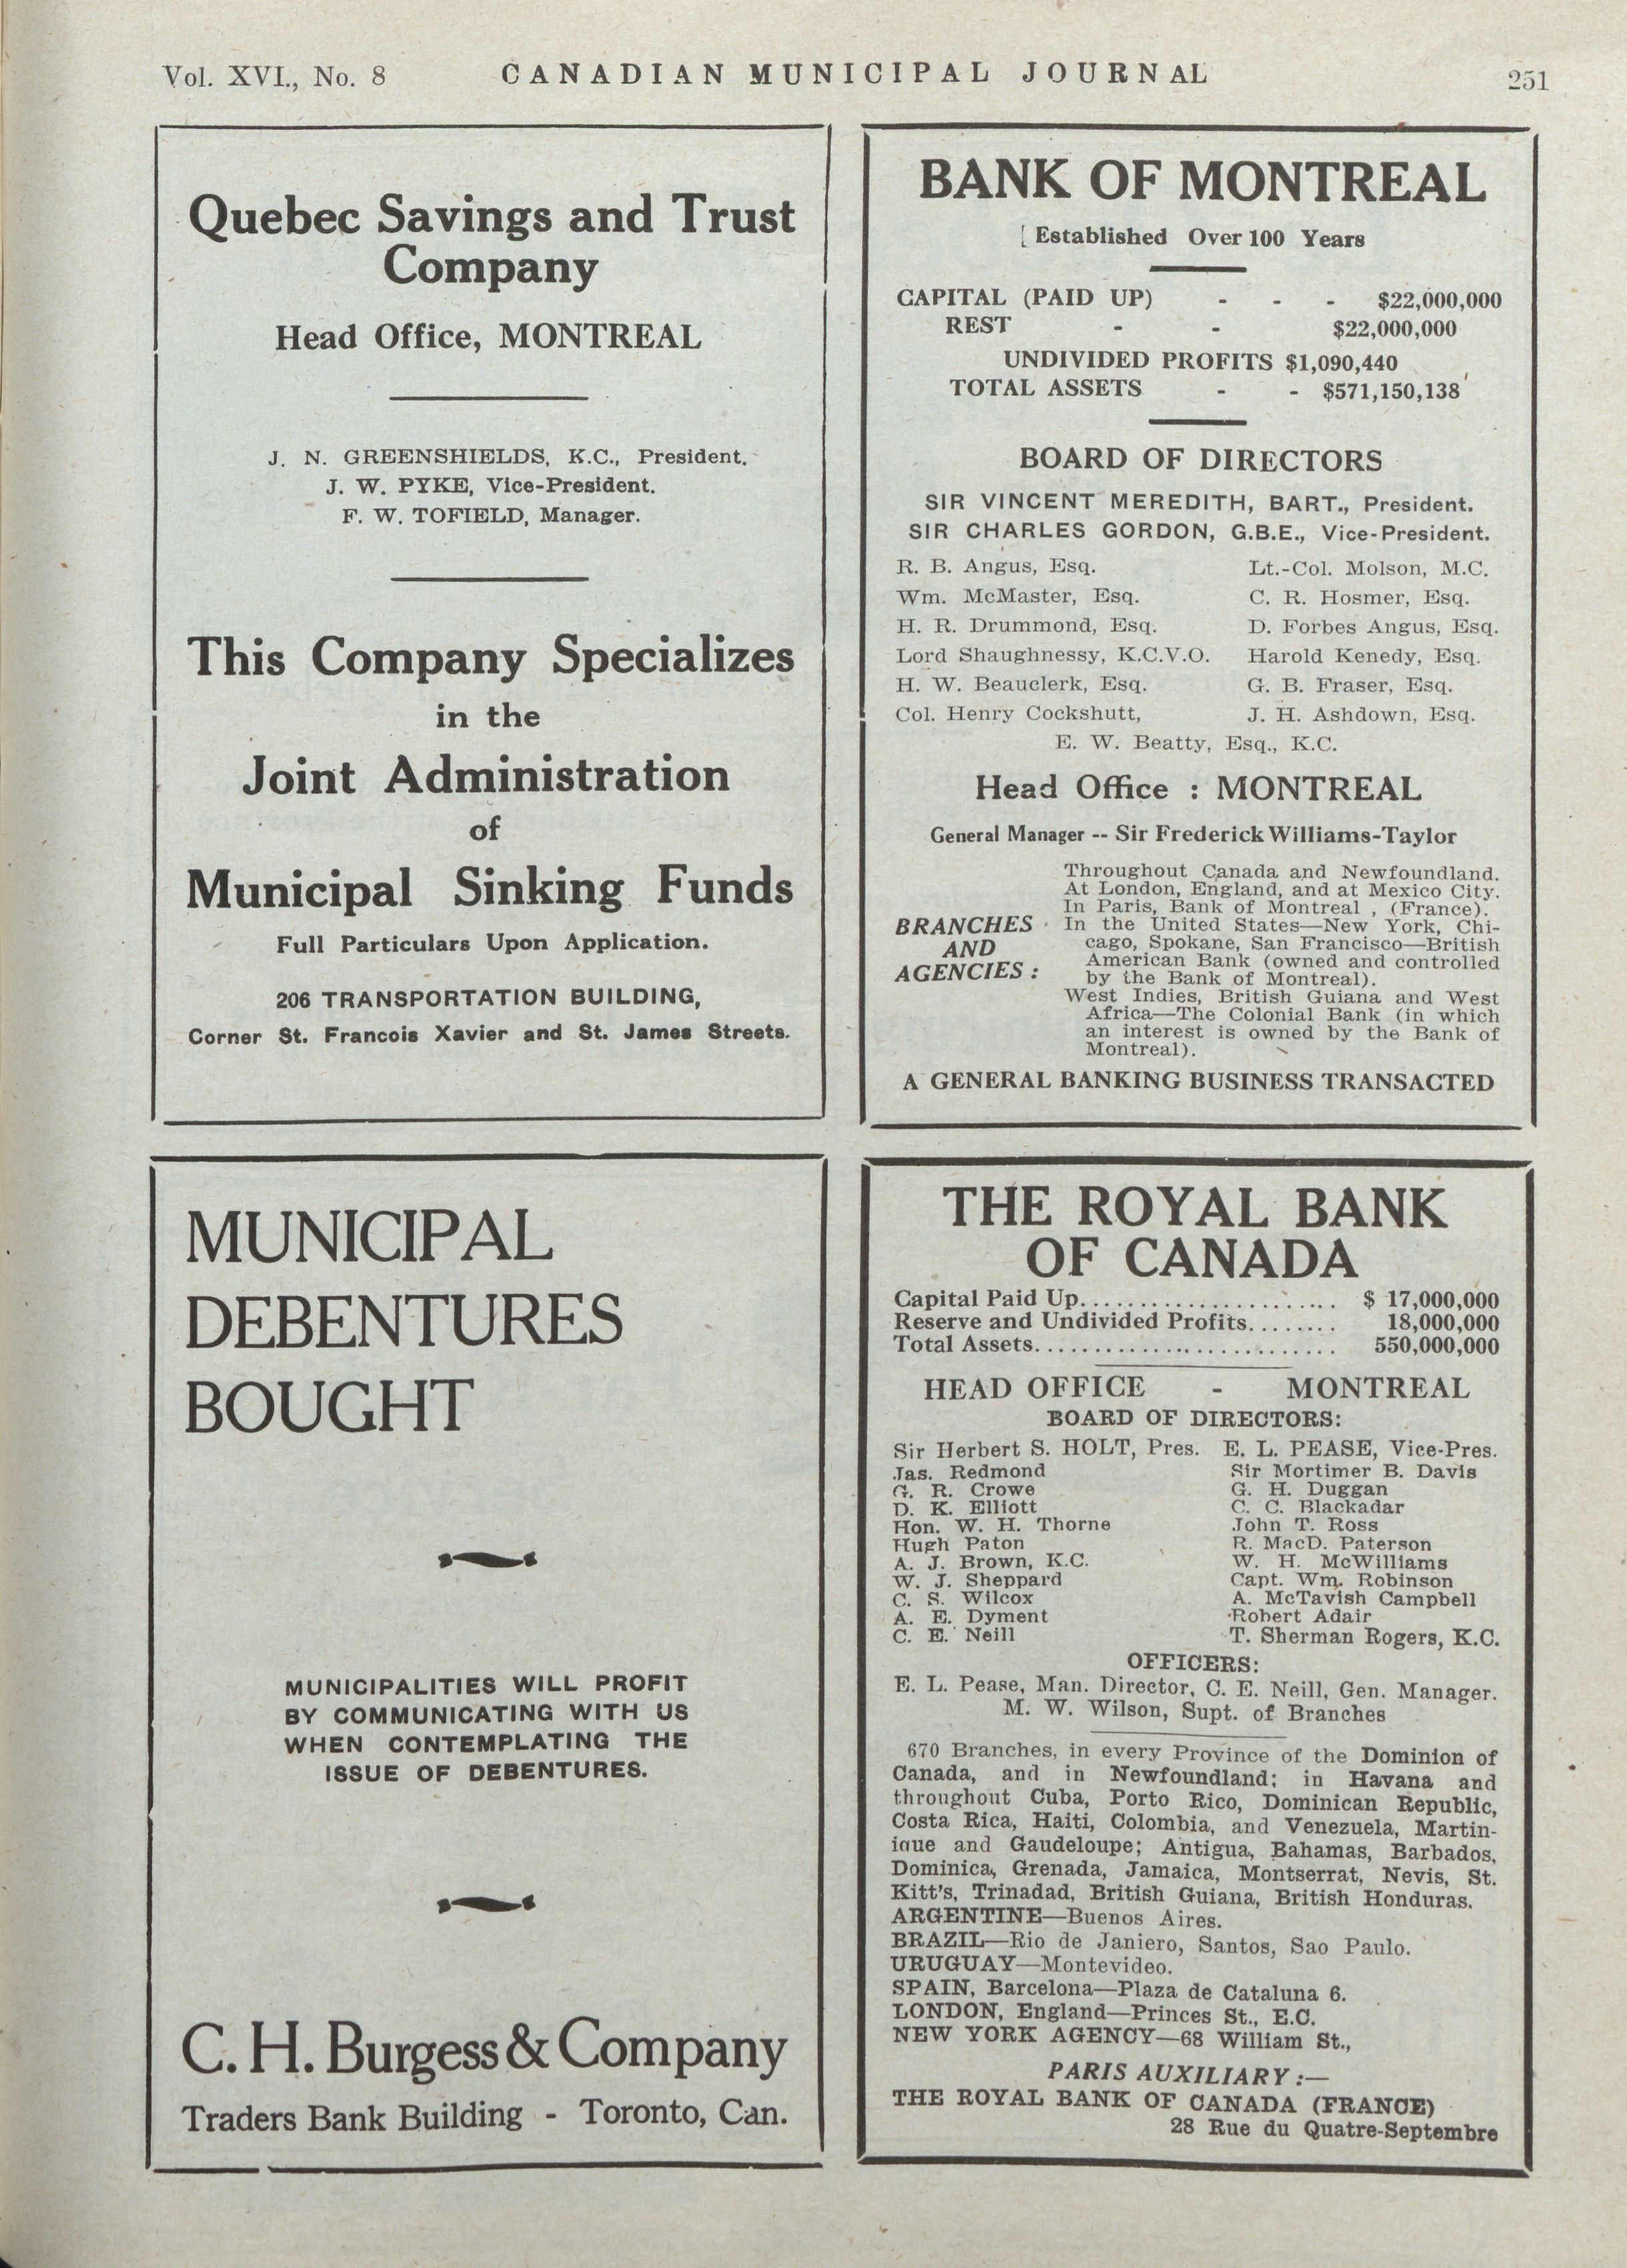 Vol. XVI., No. 8 CANADIAN MUNICIPAL JOURNAL 251
Quebec Savings and Trust
Company
Head Office, MONTREAL
J. N. GREENSHIELDS, K.C., President.
J. W. PYKE, Vice-President.
F. W. TOFIELD, Manager.
This Company Specializes
in the
Joint Administration
of
Municipal Sinking Funds
Full Particulars Upon Application.
206 TRANSPORTATION BUILDING,
Corner St. Francois Xavier and St. James Streets.
BANK OF MONTREAL
Established Over 100 Years
CAPITAL (PAID UP) - - - $22,000,000
REST - - $22,000,000
UNDIVIDED PROFITS $1,090,440
TOTAL ASSETS - - $571,150,138
BOARD OF DIRECTORS
SIR VINCENT MEREDITH, BART., President.
SIR CHARLES GORDON, G.B.E., Vice-President.
R. B. Angus, Esq. Lt.-Col. Molson, M.C.
Wm. McMaster, Esq. C. R. Hosmer, Esq.
H. R. Drummond, Esq. D. Forbes Angus, Esq.
Lord Shaughnessy, K.C.V.O. Harold Kenedy, Esq.
H. W. Beauclerk, Esq. G. B. Fraser, Esq.
Col. Henry Cockshutt, J. H. Ashdown, Esq.
E. W. Beatty, Esq., K.C.
Head Office : MONTREAL
General Manager -- Sir Frederick Williams-Taylor
BRANCHES
AND
AGENCIES :
Throughout Canada and Newfoundland.
At London, England, and at Mexico City.
In Paris, Bank of Montreal , (France).
In the United States—New York, Chi-
cago, Spokane, San Francisco—British
American Bank (owned and controlled
by the Bank of Montreal).
West Indies, British Guiana and West
Africa—The Colonial Bank (in which
an interest is owned by the Bank of
Montreal).
A GENERAL BANKING BUSINESS TRANSACTED
MUNICIPAL
DEBENTURES
BOUGHT
MUNICIPALITIES WILL PROFIT
BY COMMUNICATING WITH US
WHEN CONTEMPLATING THE
ISSUE OF DEBENTURES.
C. H. Burgess & Company
Traders Bank Building - Toronto, Can.
THE ROYAL BANK
OF CANADA
Capital Paid Up...................... $ 17,000,000
Reserve and Undivided Profits........ 18,000,000
Total Assets.......................... 550,000,000
HEAD OFFICE - MONTREAL
BOARD OF DIRECTORS:
Sir Herbert S. HOLT, Pres. E. L. PEASE, Vice-Pres.
Jas. Redmond Sir Mortimer B. Davis
G. R. Crowe G. H. Duggan
D. K. Elliott C. C. Blackadar
Hon. W. H. Thorne John T. Ross
Hugh Paton R. MacD. Paterson
A. J. Brown, K.C. W. H. McWilliams
W. J. Sheppard Capt. Wm. Robinson
C. S. Wilcox A. McTavish Campbell
A. E. Dyment Robert Adair
C. E. Neill T. Sherman Rogers, K.C.
OFFICERS:
E. L. Pease, Man. Director, C. E. Neill, Gen. Manager.
M. W. Wilson, Supt. of Branches
670 Branches, in every Province of the Dominion of
Canada, and in Newfoundland; in Havana and
throughout Cuba, Porto Rico, Dominican Republic,
Costa Rica, Haiti, Colombia, and Venezuela, Martin-
ique and Gaudeloupe; Antigua, Bahamas, Barbados,
Dominica, Grenada, Jamaica, Montserrat, Nevis, St.
Kitt's, Trinadad, British Guiana, British Honduras.
ARGENTINE—Buenos Aires.
BRAZIL—Rio de Janiero, Santos, Sao Paulo.
URUGUAY—Montevideo.
SPAIN, Barcelona—Plaza de Cataluna 6.
LONDON, England—Princes St., E.C.
NEW YORK AGENCY—68 William St.,
PARIS AUXILIARY :—
THE ROYAL BANK OF CANADA (FRANCE)
28 Rue du Quatre-Septembre